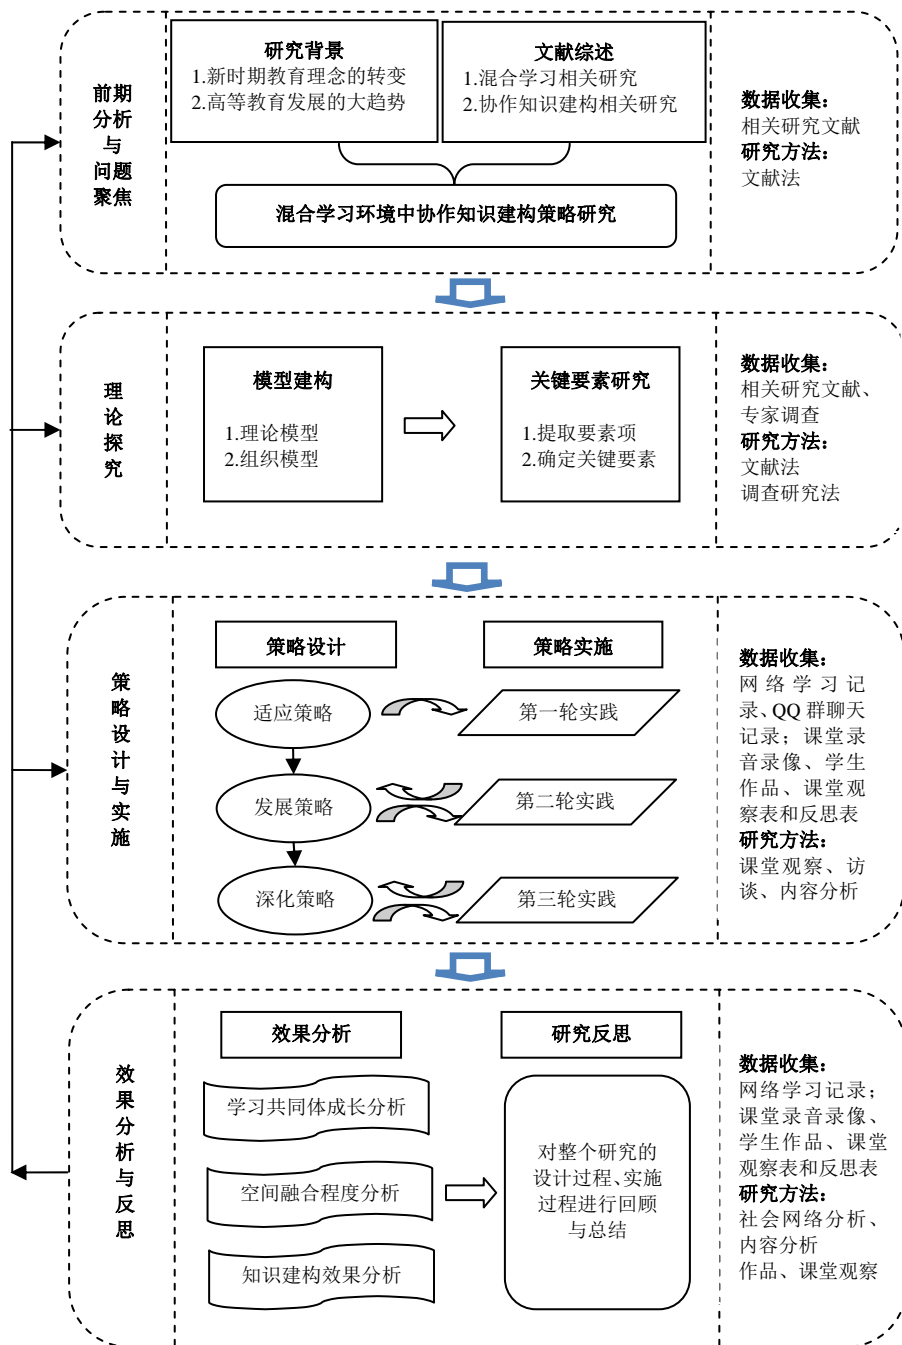 前期
分析
与
问题
聚焦
研究背景
1.新时期教育理念的转变
2.高等教育发展的大趋势
文献综述
1.混合学习相关研究
2.协作知识建构相关研究
混合学习环境中协作知识建构策略研究
数据收集：
相关研究文献
研究方法：
文献法
理
论
探
究
模型建构
1.理论模型
2.组织模型
关键要素研究
1.提取要素项
2.确定关键要素
数据收集：
相关研究文献、
专家调查
研究方法：
文献法
调查研究法
策
略
设
计
与
实
施
策略设计
策略实施
适应策略
第一轮实践
发展策略
第二轮实践
深化策略
第三轮实践
数据收集：
网络学习记
录、QQ 群聊天
记录；课堂录
音录像、学生
作品、课堂观
察表和反思表
研究方法：
课堂观察、访
谈、内容分析
效
果
分
析
与
反
思
效果分析
研究反思
学习共同体成长分析
空间融合程度分析
知识建构效果分析
对整个研究的
设计过程、实施
过程进行回顾
与总结
数据收集：
网络学习记录；
课堂录音录像、
学生作品、课堂
观察表和反思表
研究方法：
社会网络分析、
内容分析
作品、课堂观察